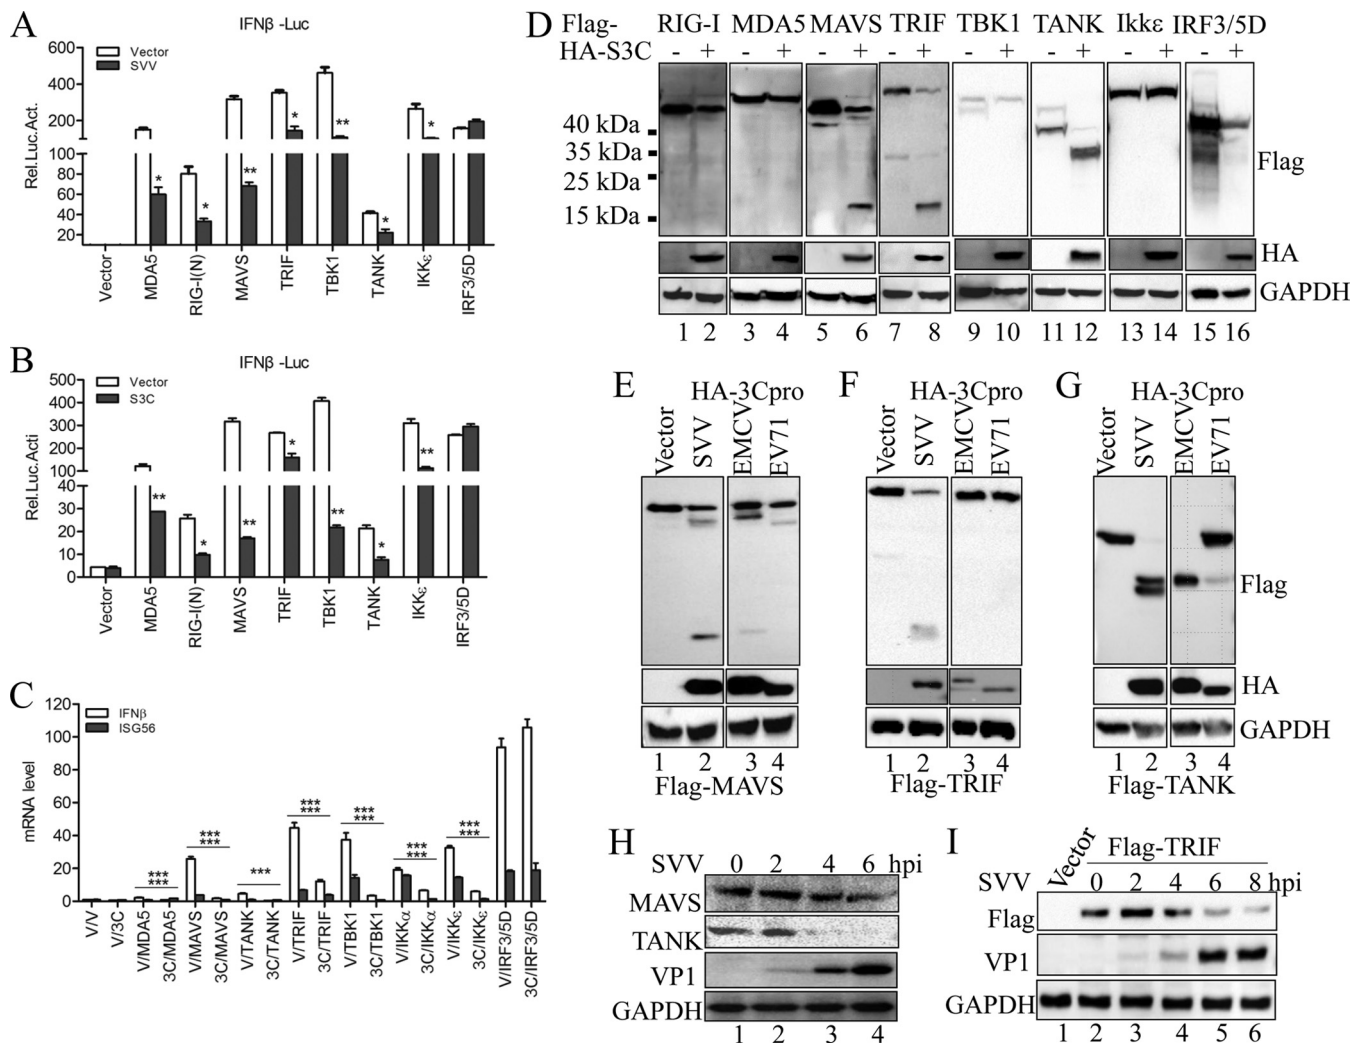 A
IFNβ -Luc
Vector
SVV
Rel.Luc.Act.
600
400
200
100
80
60
40
20
* * ** * ** * *
Vector MDA5 RIG-I(N) MAVS TRIF TBK1 TANK IKKε IRF3/5D
B
IFNβ -Luc
Vector
S3C
Rel.Luc.Acti
500
400
300
200
100
40
30
20
10
0
** * ** * ** * **
Vector MDA5 RIG-I(N) MAVS TRIF TBK1 TANK IKKε IRF3/5D
C
IFNβ
ISG56
mRNA level
120
100
80
60
40
20
0
*** *** *** *** *** *** *** ***
*** *** *** *** *** ***
V/V V/3C V/MDA5 3C/MDA5 V/MAVS 3C/MAVS V/TANK 3C/TANK V/TRIF 3C/TRIF V/TBK1 3C/TBK1 V/IKKα 3C/IKKα V/IKKε 3C/IKKε V/IRF3/5D 3C/IRF3/5D
D
Flag- RIG-I MDA5 MAVS TRIF TBK1 TANK Ikkε IRF3/5D
HA-S3C - + - + - + - + - + - + - + - +
40 kDa
35 kDa
25 kDa
15 kDa
Flag
HA
GAPDH
1 2 3 4 5 6 7 8 9 10 11 12 13 14 15 16
E
HA-3Cpro
Vector SVV EMCV EV71
1 2 3 4
Flag-MAVS
F
HA-3Cpro
Vector SVV EMCV EV71
1 2 3 4
Flag-TRIF
G
HA-3Cpro
Vector SVV EMCV EV71
Flag
HA
GAPDH
1 2 3 4
Flag-TANK
H
SVV 0 2 4 6 hpi
MAVS
TANK
VP1
GAPDH
1 2 3 4
I
Vector Flag-TRIF
SVV 0 2 4 6 8 hpi
Flag
VP1
GAPDH
1 2 3 4 5 6